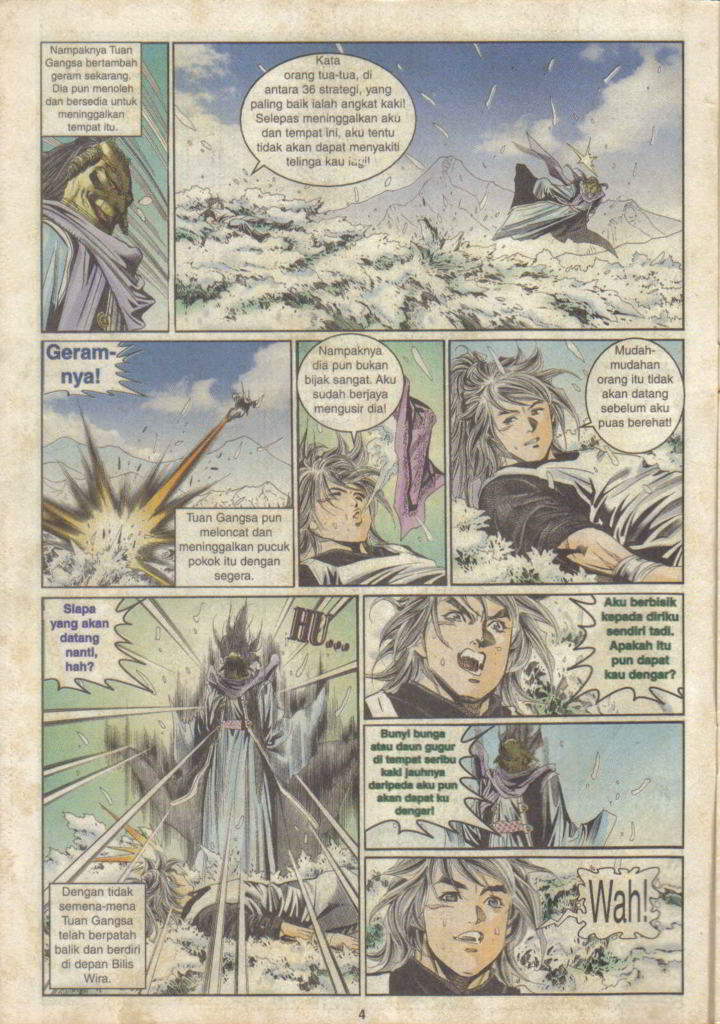 Nampaknya Tuan
Gangsa bertambah
geram sekarang.
Dia pun menoleh
dan bersedia untuk
meninggalkan
tempat itu.
Kata
orang tua-tua, di
antara 36 strategi, yang
paling baik ialah angkat kaki!
Selepas meninggalkan aku
dan tempat ini, aku tentu
tidak akan dapat menyakiti
telinga kau lagi!
Geram-
nya!
Tuan Gangsa pun
meloncat dan
meninggalkan pucuk
pokok itu dengan
segera.
Nampaknya
dia pun bukan
bijak sangat. Aku
sudah berjaya
mengusir dia!
Mudah-
mudahan
orang itu tidak
akan datang
sebelum aku
puas berehat!
Siapa
yang akan
datang
nanti,
hah?
HU...
Dengan tidak
semena-mena
Tuan Gangsa
telah berpatah
balik dan berdiri
di depan Bilis
Wira.
Aku berbisik
kepada diriku
sendiri tadi.
Apakah itu
pun dapat
kau dengar?
Bunyi bunga
atau daun gugur
di tempat seribu
kaki jauhnya
daripada aku pun
akan dapat ku
dengar!
Wah!
4